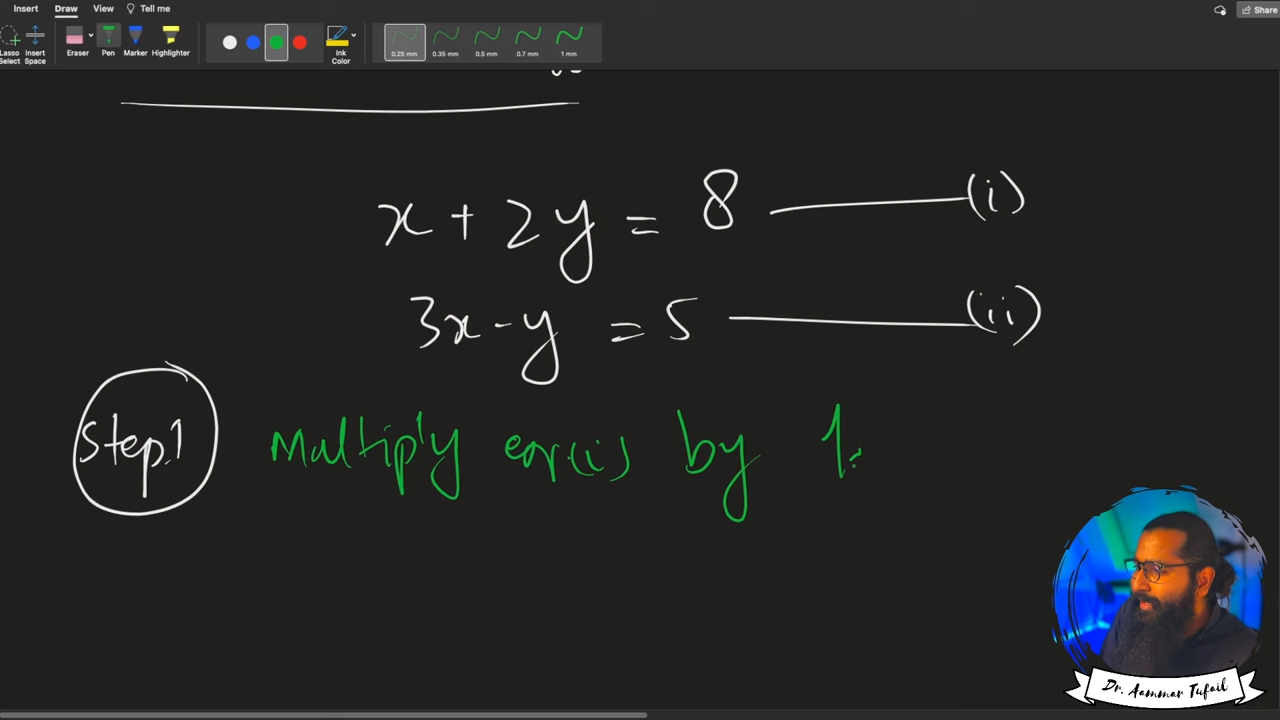 Insert Draw View Tell me Share
Lasso Select Insert Space Eraser Pen Marker Highlighter Ink Color 0.25 mm 0.35 mm 0.5 mm 0.7 mm 1 mm
x + 2y = 8 (i)
3x - y = 5 (ii)
Step.1 Multiply eq.(i) by 1.
Dr. Aammar Tufail